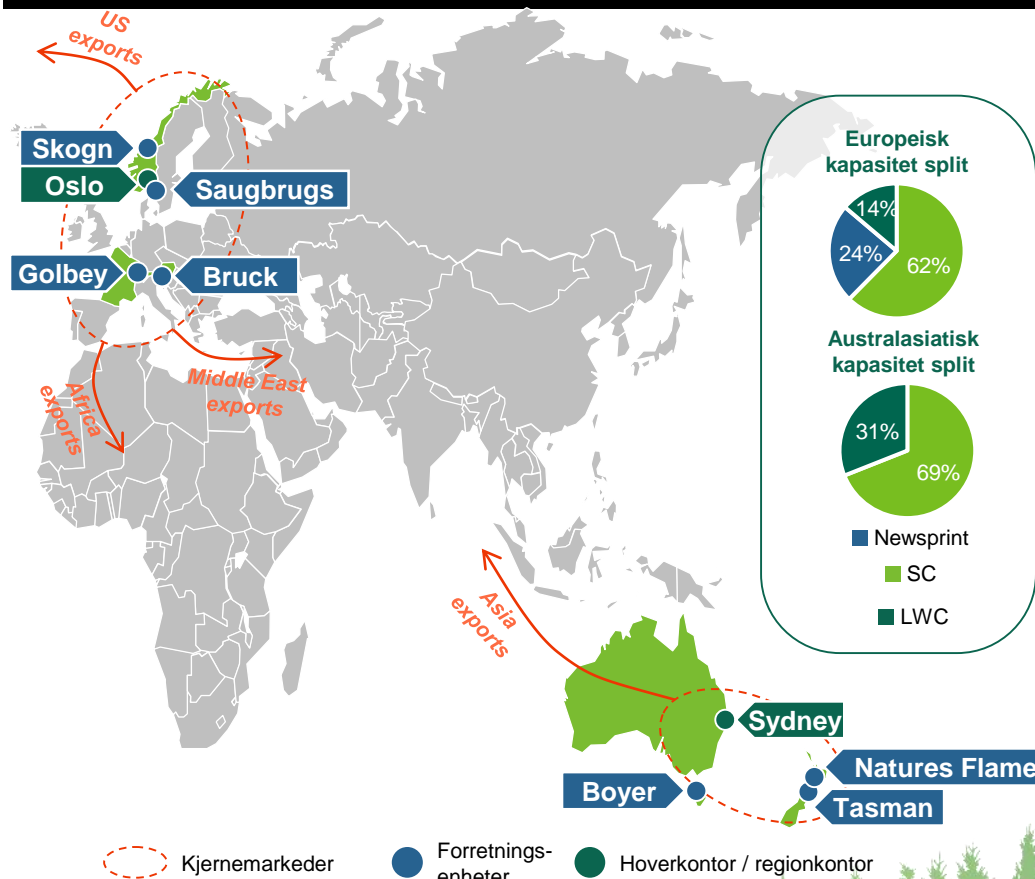 US
exports
Skogn
Oslo
Saugbrugs
Golbey
Bruck
Middle East
exports
Africa
exports
Europeisk
kapasitet split
14%
24%
62%
Australasiatisk
kapasitet split
31%
69%
Newsprint
SC
LWC
Asia
exports
Sydney
Natures Flame
Boyer
Tasman
Kjernemarkeder
Forretnings-
enheter
Hoverkontor / regionkontor